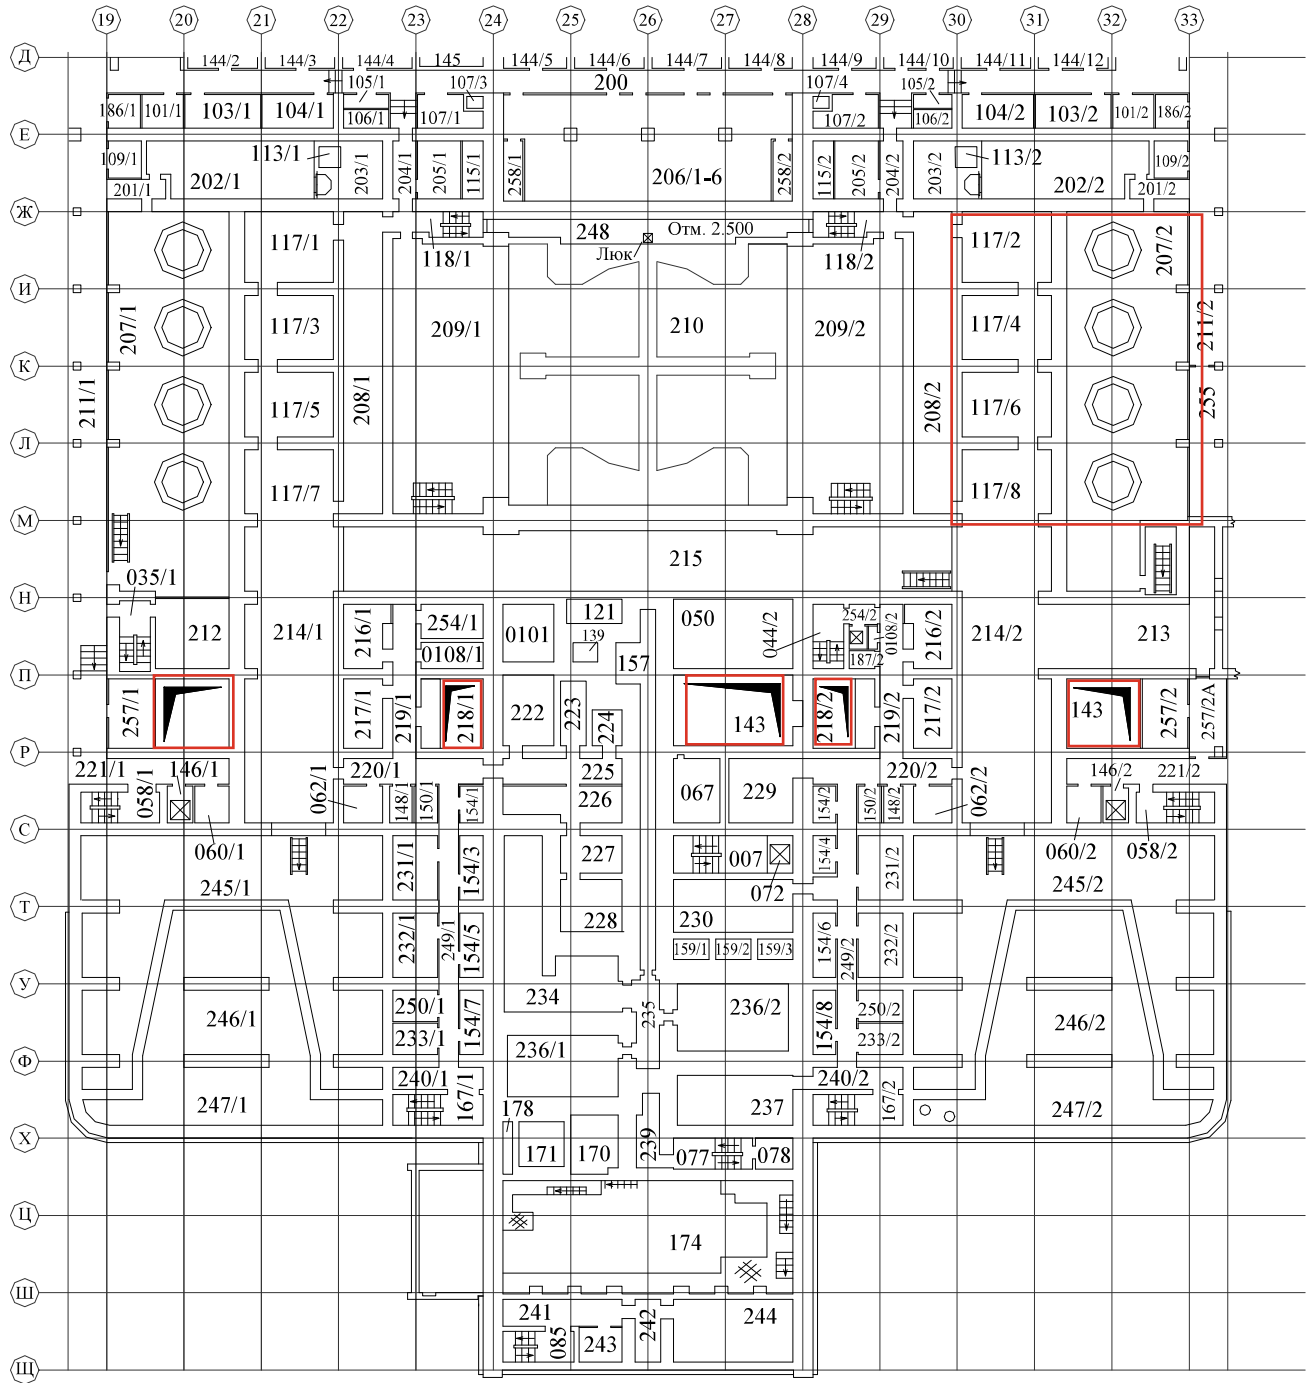 19 20 21 22 23 24 25 26 27 28 29 30 31 32 33
Д
144/2 144/3 144/4 145 144/5 144/6 144/7 144/8 144/9 144/10 144/11 144/12
105/1 107/3 200 107/4 105/2
186/1 101/1 103/1 104/1 106/1 107/1 107/2 106/2 104/2 103/2 101/2 186/2
Е
109/1 113/1 113/2 109/2
201/1 202/1 203/1 204/1 205/1 115/1 258/1 206/1-6 258/2 115/2 205/2 204/2 203/2 202/2 201/2
Ж
117/1 118/1 248 Отм. 2.500 118/2 117/2 207/2
Люк
И
207/1 117/3 209/1 210 209/2 117/4 211/2
К
211/1 117/5 208/1 208/2 117/6 255
Л
117/7 117/8
М
215
035/1
Н
212 214/1 216/1 254/1 0101 121 050 044/2 254/2 0108/2 216/2 214/2 213
0108/1 139 157 187/2
П
257/1 217/1 219/1 218/1 222 223 224 143 218/2 219/2 217/2 143 257/2 257/2А
Р
221/1 058/1 146/1 062/1 220/1 225 220/2 062/2 146/2 221/2
148/1 150/1 154/1 226 067 229 154/2 150/2 148/2
С
060/1 231/1 154/3 227 007 154/4 231/2 060/2 058/2
245/1 072 245/2
Т
232/1 249/1 154/5 228 230 154/6 249/2 232/2
159/1 159/2 159/3
У
246/1 250/1 154/7 234 235 236/2 154/8 250/2 246/2
233/1 236/1 233/2
Ф
247/1 240/1 167/1 237 240/2 167/2 247/2
178
Х
171 170 239 077 078
Ц
174
Ш
241 085 243 242 244
Щ